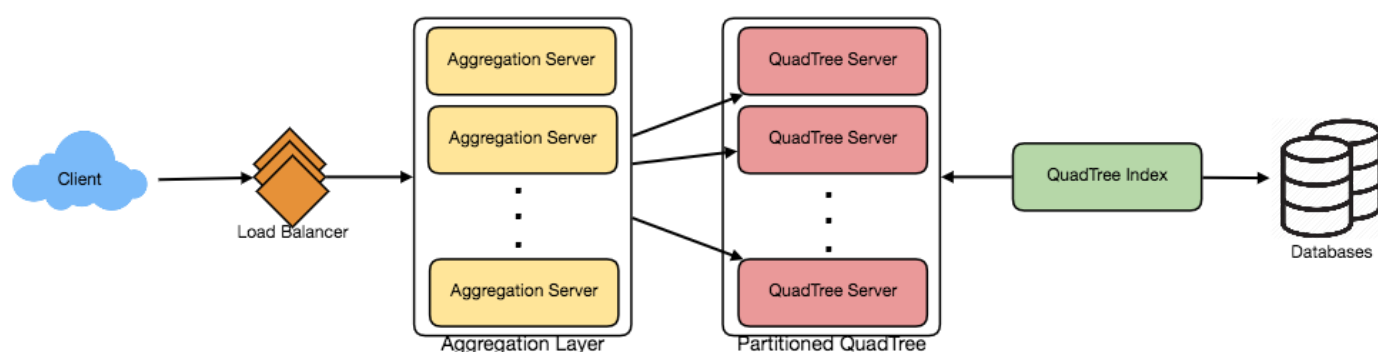 Client
Load Balancer
Aggregation Server
Aggregation Server
Aggregation Server
Aggregation Layer
QuadTree Server
QuadTree Server
QuadTree Server
Partitioned QuadTree
QuadTree Index
Databases